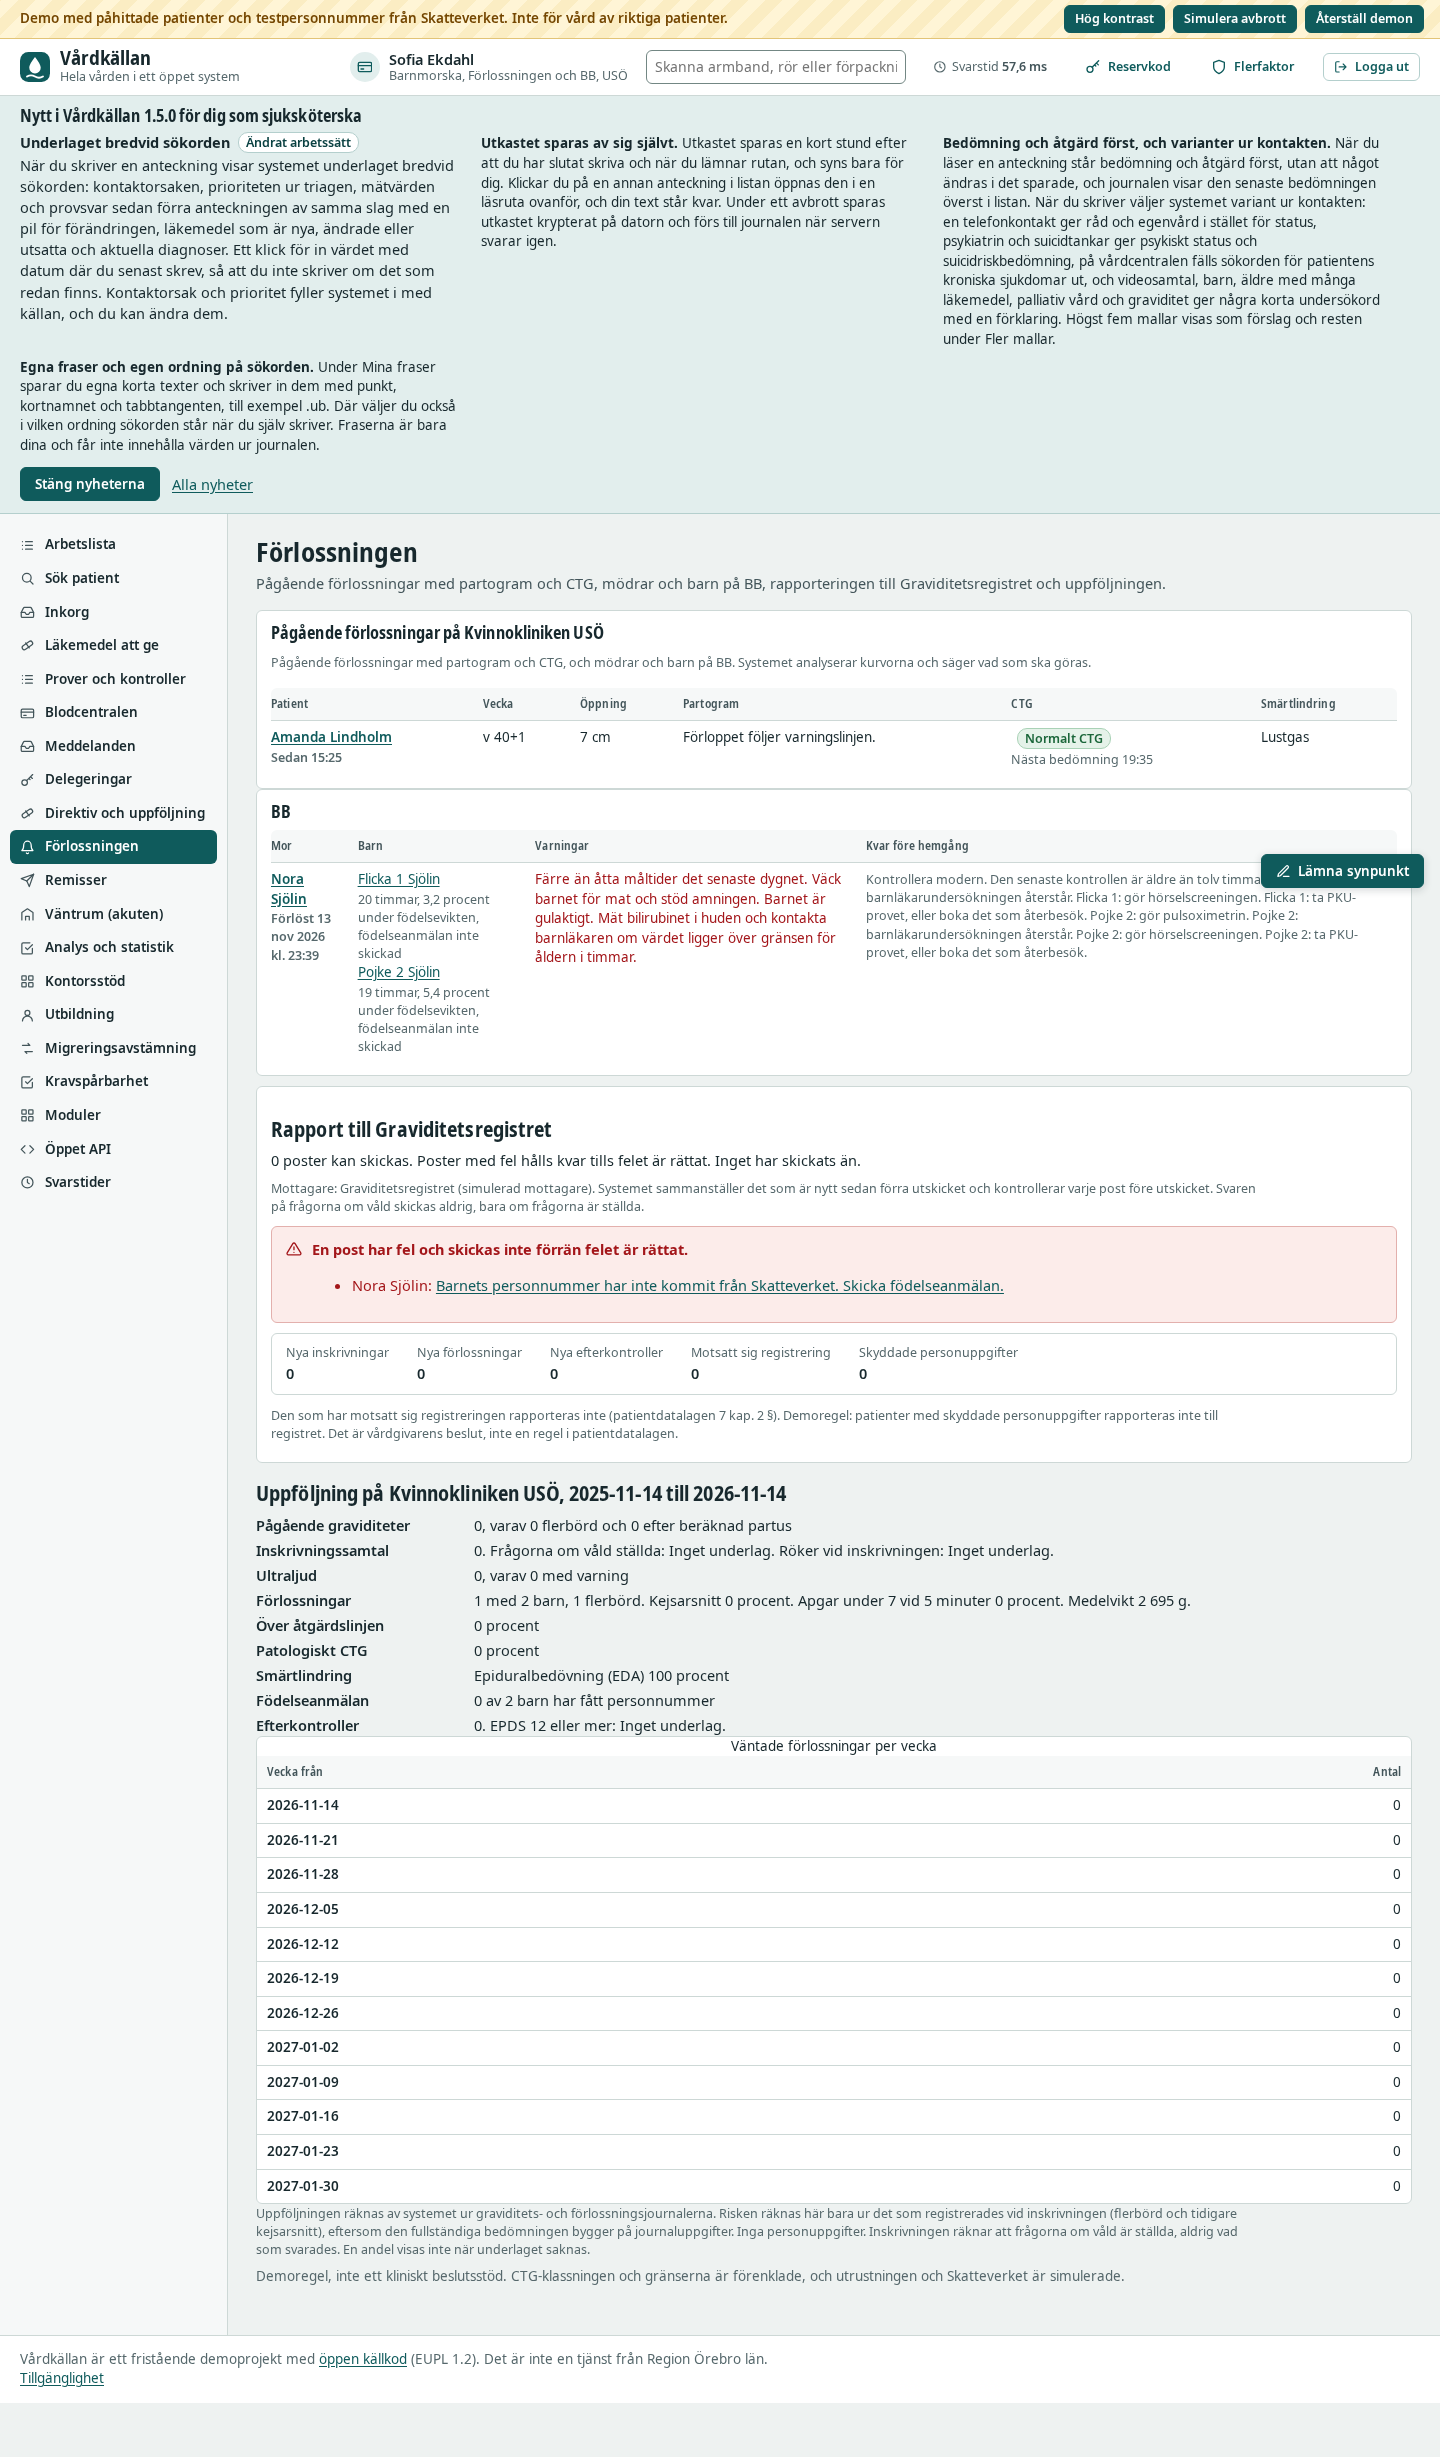 Demo med påhittade patienter och testpersonnummer från Skatteverket. Inte för vård av riktiga patienter.
Hög kontrast
Simulera avbrott
Återställ demon
Vårdkällan
Hela vården i ett öppet system
Sofia Ekdahl
Barnmorska, Förlossningen och BB, USÖ
Skanna armband, rör eller förpackni
Svarstid 57,6 ms
Reservkod
Flerfaktor
Logga ut
Nytt i Vårdkällan 1.5.0 för dig som sjuksköterska
Underlaget bredvid sökorden Ändrat arbetssätt
När du skriver en anteckning visar systemet underlaget bredvid
sökorden: kontaktorsaken, prioriteten ur triagen, mätvärden
och provsvar sedan förra anteckningen av samma slag med en
pil för förändringen, läkemedel som är nya, ändrade eller
utsatta och aktuella diagnoser. Ett klick för in värdet med
datum där du senast skrev, så att du inte skriver om det som
redan finns. Kontaktorsak och prioritet fyller systemet i med
källan, och du kan ändra dem.
Utkastet sparas av sig självt. Utkastet sparas en kort stund efter
att du har slutat skriva och när du lämnar rutan, och syns bara för
dig. Klickar du på en annan anteckning i listan öppnas den i en
läsruta ovanför, och din text står kvar. Under ett avbrott sparas
utkastet krypterat på datorn och förs till journalen när servern
svarar igen.
Bedömning och åtgärd först, och varianter ur kontakten. När du
läser en anteckning står bedömning och åtgärd först, utan att något
ändras i det sparade, och journalen visar den senaste bedömningen
överst i listan. När du skriver väljer systemet variant ur kontakten:
en telefonkontakt ger råd och egenvård i stället för status,
psykiatrin och suicidtankar ger psykiskt status och
suicidriskbedömning, på vårdcentralen fälls sökorden för patientens
kroniska sjukdomar ut, och videosamtal, barn, äldre med många
läkemedel, palliativ vård och graviditet ger några korta undersökord
med en förklaring. Högst fem mallar visas som förslag och resten
under Fler mallar.
Egna fraser och egen ordning på sökorden. Under Mina fraser
sparar du egna korta texter och skriver in dem med punkt,
kortnamnet och tabbtangenten, till exempel .ub. Där väljer du också
i vilken ordning sökorden står när du själv skriver. Fraserna är bara
dina och får inte innehålla värden ur journalen.
Stäng nyheterna
Alla nyheter
Arbetslista
Sök patient
Inkorg
Läkemedel att ge
Prover och kontroller
Blodcentralen
Meddelanden
Delegeringar
Direktiv och uppföljning
Förlossningen
Remisser
Väntrum (akuten)
Analys och statistik
Kontorsstöd
Utbildning
Migreringsavstämning
Kravspårbarhet
Moduler
Öppet API
Svarstider
Förlossningen
Pågående förlossningar med partogram och CTG, mödrar och barn på BB, rapporteringen till Graviditetsregistret och uppföljningen.
Pågående förlossningar på Kvinnokliniken USÖ
Pågående förlossningar med partogram och CTG, och mödrar och barn på BB. Systemet analyserar kurvorna och säger vad som ska göras.
Patient Vecka Öppning Partogram CTG Smärtlindring
Amanda Lindholm v 40+1 7 cm Förloppet följer varningslinjen. Normalt CTG Lustgas
Sedan 15:25 Nästa bedömning 19:35
BB
Mor Barn Varningar Kvar före hemgång
Nora
Sjölin
Förlöst 13
nov 2026
kl. 23:39
Flicka 1 Sjölin
20 timmar, 3,2 procent
under födelsevikten,
födelseanmälan inte
skickad
Pojke 2 Sjölin
19 timmar, 5,4 procent
under födelsevikten,
födelseanmälan inte
skickad
Färre än åtta måltider det senaste dygnet. Väck
barnet för mat och stöd amningen. Barnet är
gulaktigt. Mät bilirubinet i huden och kontakta
barnläkaren om värdet ligger över gränsen för
åldern i timmar.
Kontrollera modern. Den senaste kontrollen är äldre än tolv timma
barnläkarundersökningen återstår. Flicka 1: gör hörselscreeningen. Flicka 1: ta PKU-
provet, eller boka det som återbesök. Pojke 2: gör pulsoximetrin. Pojke 2:
barnläkarundersökningen återstår. Pojke 2: gör hörselscreeningen. Pojke 2: ta PKU-
provet, eller boka det som återbesök.
Lämna synpunkt
Rapport till Graviditetsregistret
0 poster kan skickas. Poster med fel hålls kvar tills felet är rättat. Inget har skickats än.
Mottagare: Graviditetsregistret (simulerad mottagare). Systemet sammanställer det som är nytt sedan förra utskicket och kontrollerar varje post före utskicket. Svaren
på frågorna om våld skickas aldrig, bara om frågorna är ställda.
En post har fel och skickas inte förrän felet är rättat.
• Nora Sjölin: Barnets personnummer har inte kommit från Skatteverket. Skicka födelseanmälan.
Nya inskrivningar Nya förlossningar Nya efterkontroller Motsatt sig registrering Skyddade personuppgifter
0 0 0 0 0
Den som har motsatt sig registreringen rapporteras inte (patientdatalagen 7 kap. 2 §). Demoregel: patienter med skyddade personuppgifter rapporteras inte till
registret. Det är vårdgivarens beslut, inte en regel i patientdatalagen.
Uppföljning på Kvinnokliniken USÖ, 2025-11-14 till 2026-11-14
Pågående graviditeter 0, varav 0 flerbörd och 0 efter beräknad partus
Inskrivningssamtal 0. Frågorna om våld ställda: Inget underlag. Röker vid inskrivningen: Inget underlag.
Ultraljud 0, varav 0 med varning
Förlossningar 1 med 2 barn, 1 flerbörd. Kejsarsnitt 0 procent. Apgar under 7 vid 5 minuter 0 procent. Medelvikt 2 695 g.
Över åtgärdslinjen 0 procent
Patologiskt CTG 0 procent
Smärtlindring Epiduralbedövning (EDA) 100 procent
Födelseanmälan 0 av 2 barn har fått personnummer
Efterkontroller 0. EPDS 12 eller mer: Inget underlag.
Väntade förlossningar per vecka
Vecka från Antal
2026-11-14 0
2026-11-21 0
2026-11-28 0
2026-12-05 0
2026-12-12 0
2026-12-19 0
2026-12-26 0
2027-01-02 0
2027-01-09 0
2027-01-16 0
2027-01-23 0
2027-01-30 0
Uppföljningen räknas av systemet ur graviditets- och förlossningsjournalerna. Risken räknas här bara ur det som registrerades vid inskrivningen (flerbörd och tidigare
kejsarsnitt), eftersom den fullständiga bedömningen bygger på journaluppgifter. Inga personuppgifter. Inskrivningen räknar att frågorna om våld är ställda, aldrig vad
som svarades. En andel visas inte när underlaget saknas.
Demoregel, inte ett kliniskt beslutsstöd. CTG-klassningen och gränserna är förenklade, och utrustningen och Skatteverket är simulerade.
Vårdkällan är ett fristående demoprojekt med öppen källkod (EUPL 1.2). Det är inte en tjänst från Region Örebro län.
Tillgänglighet